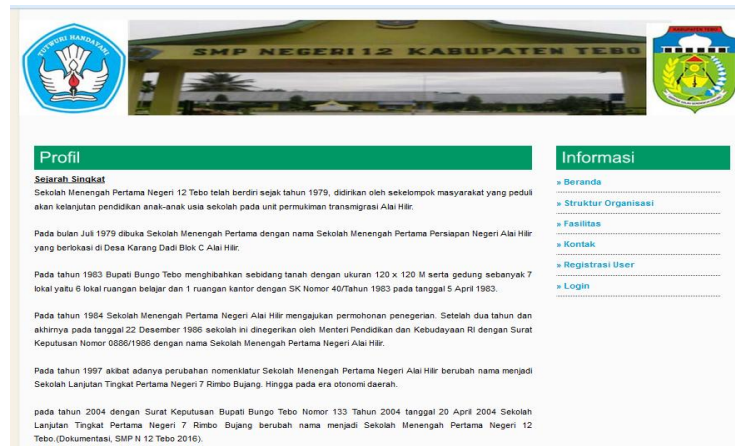 TUTWURI HANDAYANI
SMP NEGERI 12 KABUPATEN TEBO
KABUPATEN TEBO
Profil
Sejarah Singkat
Sekolah Menengah Pertama Negeri 12 Tebo telah berdiri sejak tahun 1979, didirikan oleh sekelompok masyarakat yang peduli
akan kelanjutan pendidikan anak-anak usia sekolah pada unit permukiman transmigrasi Alai Hilir.
Pada bulan Juli 1979 dibuka Sekolah Menengah Pertama dengan nama Sekolah Menengah Pertama Persiapan Negeri Alai Hilir
yang berlokasi di Desa Karang Dadi Blok C Alai Hilir.
Pada tahun 1983 Bupati Bungo Tebo menghibahkan sebidang tanah dengan ukuran 120 x 120 M serta gedung sebanyak 7
lokal yaitu 6 lokal ruangan belajar dan 1 ruangan kantor dengan SK Nomor 40/Tahun 1983 pada tanggal 5 April 1983.
Pada tahun 1984 Sekolah Menengah Pertama Negeri Alai Hilir mengajukan permohonan penegerian. Setelah dua tahun dan
akhirnya pada tanggal 22 Desember 1986 sekolah ini dinegerikan oleh Menteri Pendidikan dan Kebudayaan RI dengan Surat
Keputusan Nomor 0886/1986 dengan nama Sekolah Menengah Pertama Negeri Alai Hilir.
Pada tahun 1997 akibat adanya perubahan nomenklatur Sekolah Menengah Pertama Negeri Alai Hilir berubah nama menjadi
Sekolah Lanjutan Tingkat Pertama Negeri 7 Rimbo Bujang. Hingga pada era otonomi daerah.
pada tahun 2004 dengan Surat Keputusan Bupati Bungo Tebo Nomor 133 Tahun 2004 tanggal 20 April 2004 Sekolah
Lanjutan Tingkat Pertama Negeri 7 Rimbo Bujang berubah nama menjadi Sekolah Menengah Pertama Negeri 12
Tebo.(Dokumentasi, SMP N 12 Tebo 2016).
Informasi
» Beranda
» Struktur Organisasi
» Fasilitas
» Kontak
» Registrasi User
» Login